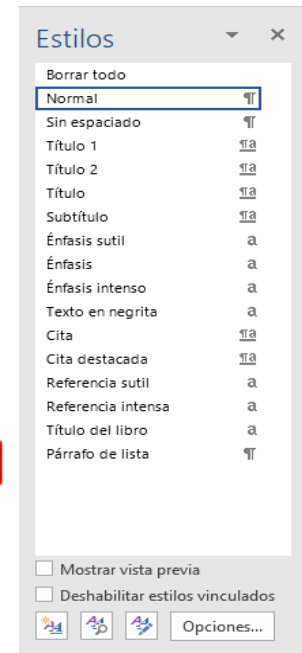 Estilos
Borrar todo
Normal ¶
Sin espaciado ¶
Título 1 ¶a
Título 2 ¶a
Título ¶a
Subtítulo ¶a
Énfasis sutil a
Énfasis a
Énfasis intenso a
Texto en negrita a
Cita ¶a
Cita destacada ¶a
Referencia sutil a
Referencia intensa a
Título del libro a
Párrafo de lista ¶
Mostrar vista previa
Deshabilitar estilos vinculados
Opciones...